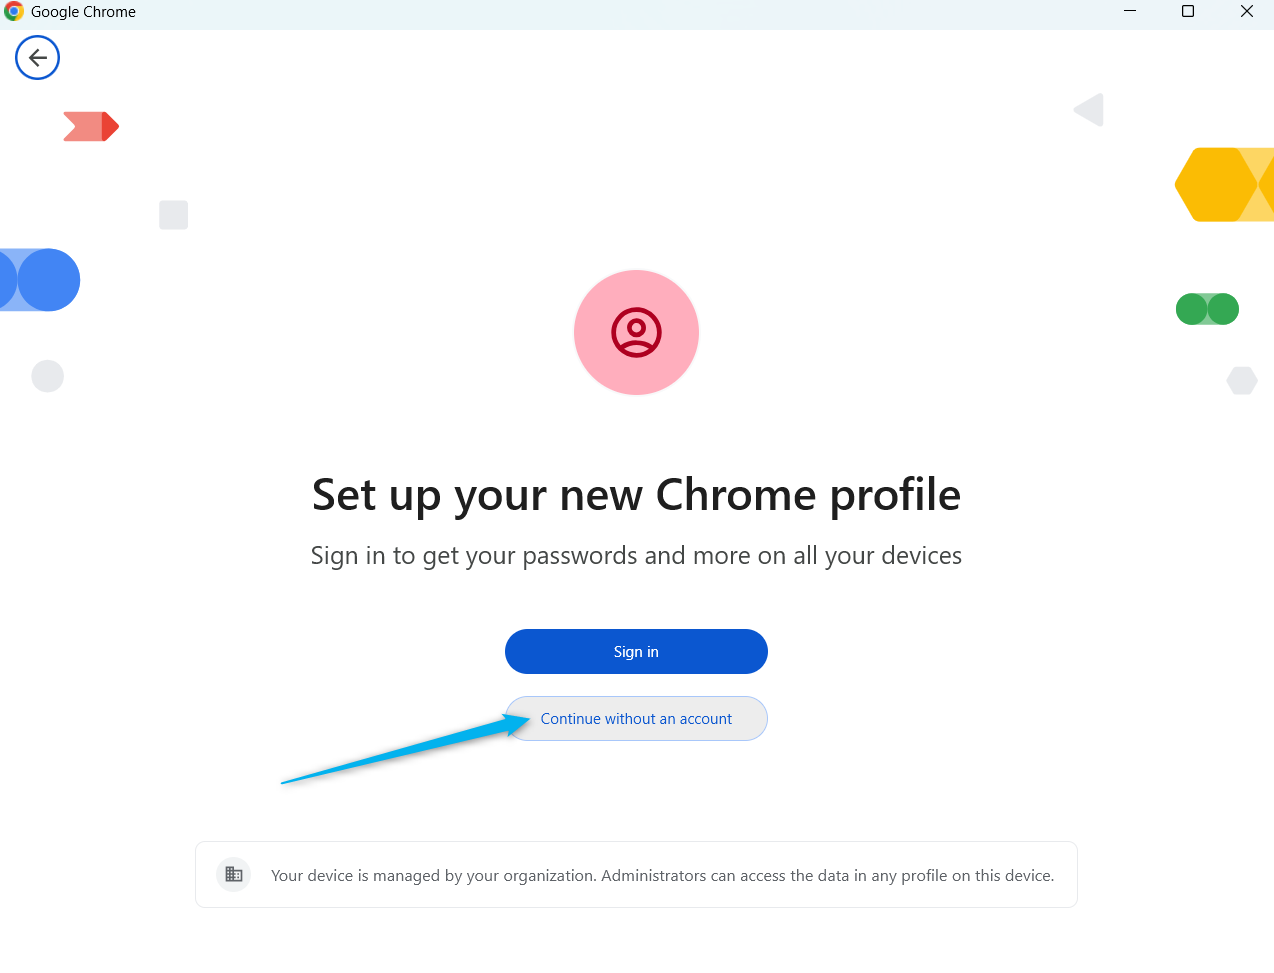 Google Chrome
Set up your new Chrome profile
Sign in to get your passwords and more on all your devices
Sign in
Continue without an account
Your device is managed by your organization. Administrators can access the data in any profile on this device.